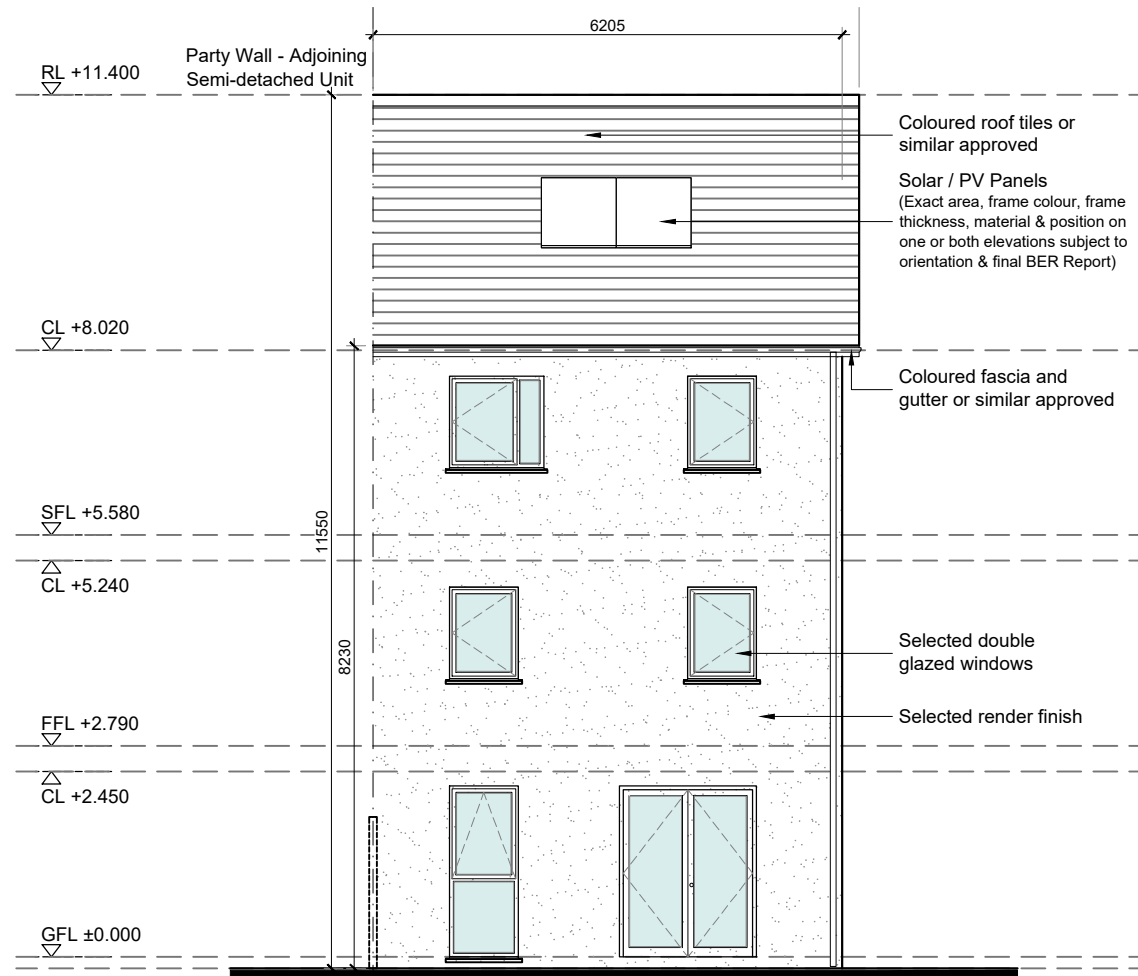 6205
Party Wall - Adjoining
Semi-detached Unit
RL +11.400
Coloured roof tiles or
similar approved
Solar / PV Panels
(Exact area, frame colour, frame
thickness, material & position on
one or both elevations subject to
orientation & final BER Report)
CL +8.020
Coloured fascia and
gutter or similar approved
SFL +5.580
11550
CL +5.240
8230
Selected double
glazed windows
Selected render finish
FFL +2.790
CL +2.450
GFL ±0.000